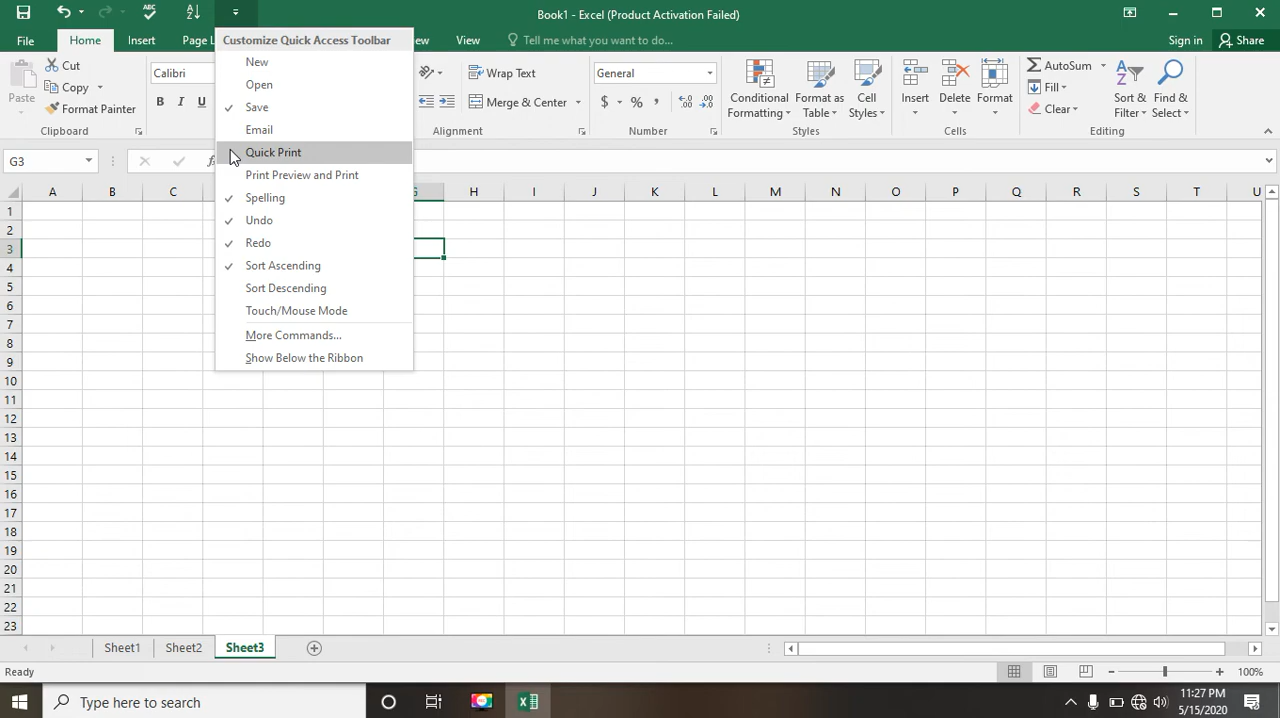 Book1 - Excel (Product Activation Failed)
File Home Insert Page L ew View Tell me what you want to do... Sign in Share
Customize Quick Access Toolbar
New
Open
Save
Email
Quick Print
Print Preview and Print
Spelling
Undo
Redo
Sort Ascending
Sort Descending
Touch/Mouse Mode
More Commands...
Show Below the Ribbon
Paste
Cut
Copy
Format Painter
Clipboard
Calibri
B I U
Wrap Text
Merge & Center
Alignment
General
$ % ,
Number
Conditional Formatting
Format as Table
Cell Styles
Styles
Insert
Delete
Format
Cells
AutoSum
Fill
Clear
Sort & Filter
Find & Select
Editing
G3 fx
A B C G H I J K L M N O P Q R S T U
1
2
3
4
5
6
7
8
9
10
11
12
13
14
15
16
17
18
19
20
21
22
23
Sheet1 Sheet2 Sheet3
Ready 100%
Type here to search
11:27 PM
5/15/2020